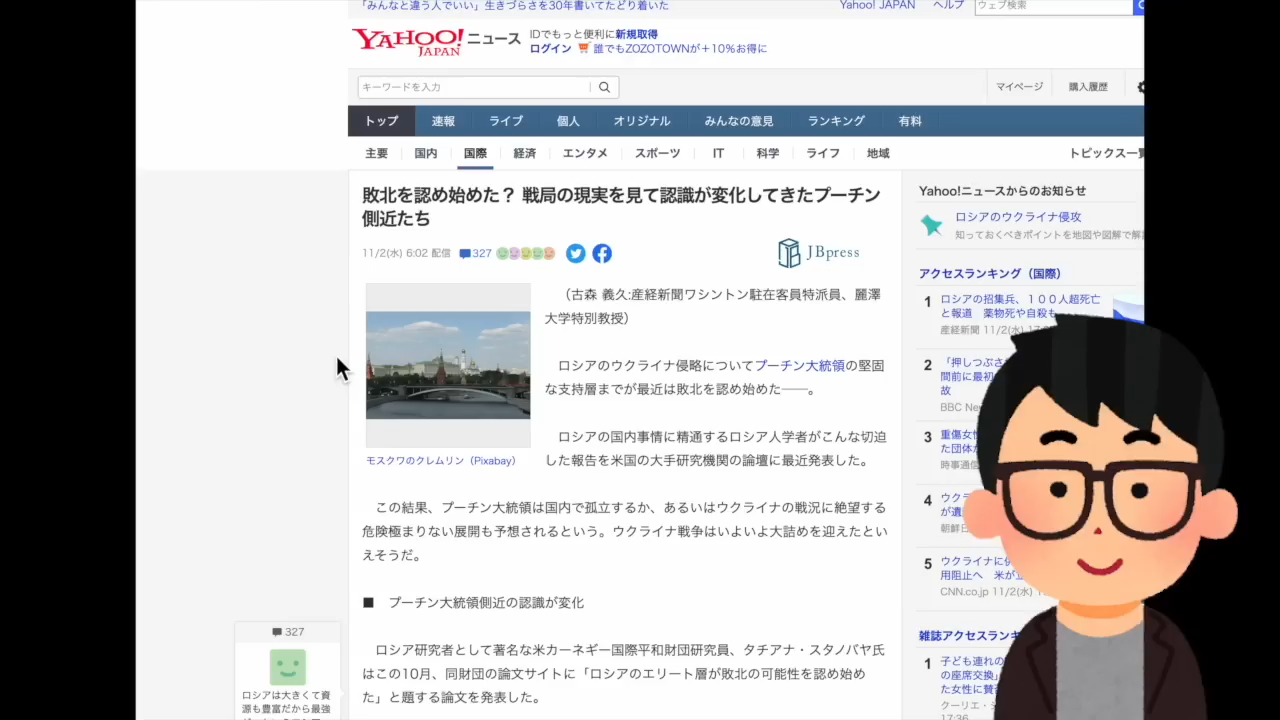 「みんなと違う人でいい」生きづらさを30年書いてたどり着いた
Yahoo! JAPAN ヘルプ ウェブ検索
YAHOO! JAPAN ニュース
IDでもっと便利に新規取得
ログイン 誰でもZOZOTOWNが＋10％お得に
キーワードを入力
マイページ 購入履歴
トップ 速報 ライブ 個人 オリジナル みんなの意見 ランキング 有料
主要 国内 国際 経済 エンタメ スポーツ IT 科学 ライフ 地域
トピックス一覧
敗北を認め始めた？ 戦局の現実を見て認識が変化してきたプーチン
側近たち
11/2(水) 6:02 配信 327
JBpress
（古森 義久:産経新聞ワシントン駐在客員特派員、麗澤
大学特別教授）
ロシアのウクライナ侵略についてプーチン大統領の堅固
な支持層までが最近は敗北を認め始めた──。
ロシアの国内事情に精通するロシア人学者がこんな切迫
した報告を米国の大手研究機関の論壇に最近発表した。
モスクワのクレムリン（Pixabay）
この結果、プーチン大統領は国内で孤立するか、あるいはウクライナの戦況に絶望する
危険極まりない展開も予想されるという。ウクライナ戦争はいよいよ大詰めを迎えたとい
えそうだ。
■ プーチン大統領側近の認識が変化
ロシア研究者として著名な米カーネギー国際平和財団研究員、タチアナ・スタノバヤ氏
はこの10月、同財団の論文サイトに「ロシアのエリート層が敗北の可能性を認め始め
た」と題する論文を発表した。
327
ロシアは大きくて資
源も豊富だから最強
Yahoo!ニュースからのお知らせ
ロシアのウクライナ侵攻
知っておくべきポイントを地図や図解で解
アクセスランキング（国際）
1 ロシアの招集兵、１００人超死亡
と報道 薬物死や自殺も
産経新聞 11/2(水)
2 「押しつぶさ
間前に最初
故
BBC Ne
3 重傷女
た団体
時事通信
4 ウク
が遺
朝鮮日
5 ウクライナに
用阻止へ 米が
CNN.co.jp 11/2(水)
雑誌アクセスランキ
1 子ども連れの
の座席交換」
た女性に賛
クーリエ・
17:36